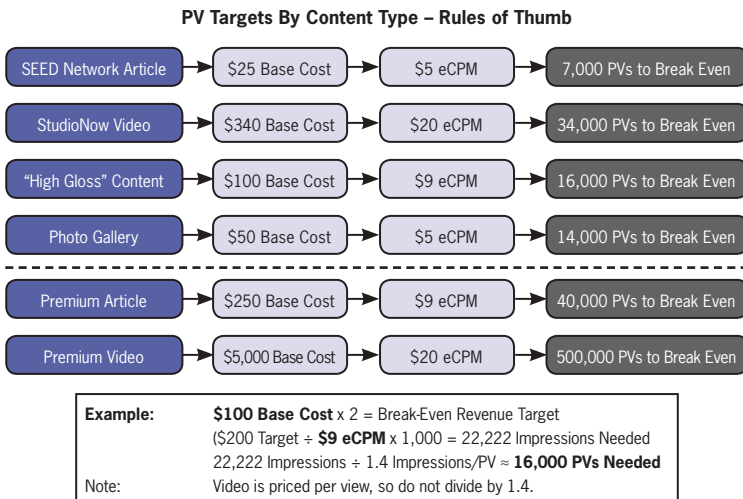 PV Targets By Content Type – Rules of Thumb
SEED Network Article $25 Base Cost $5 eCPM 7,000 PVs to Break Even
StudioNow Video $340 Base Cost $20 eCPM 34,000 PVs to Break Even
“High Gloss” Content $100 Base Cost $9 eCPM 16,000 PVs to Break Even
Photo Gallery $50 Base Cost $5 eCPM 14,000 PVs to Break Even
Premium Article $250 Base Cost $9 eCPM 40,000 PVs to Break Even
Premium Video $5,000 Base Cost $20 eCPM 500,000 PVs to Break Even
Example: $100 Base Cost x 2 = Break-Even Revenue Target
($200 Target ÷ $9 eCPM x 1,000 = 22,222 Impressions Needed
22,222 Impressions ÷ 1.4 Impressions/PV ≈ 16,000 PVs Needed
Note: Video is priced per view, so do not divide by 1.4.